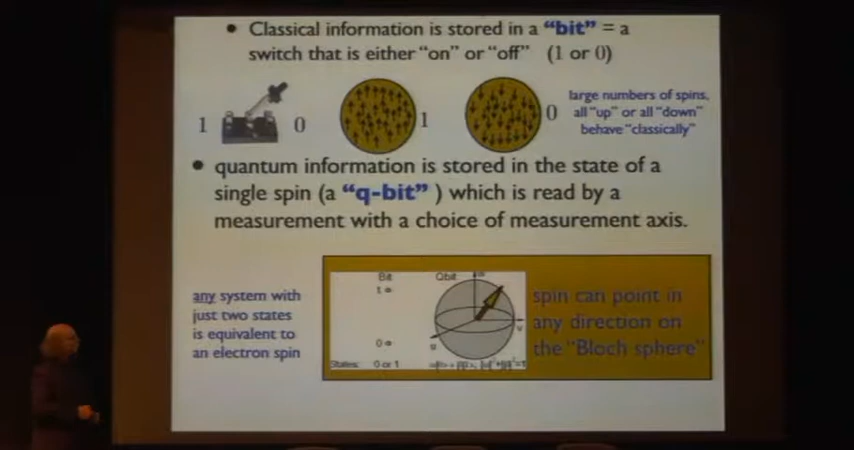 • Classical information is stored in a “bit” = a
switch that is either “on” or “off” (1 or 0)
1 0 1 0
large numbers of spins,
all “up” or all “down”
behave “classically”
• quantum information is stored in the state of a
single spin (a “q-bit” ) which is read by a
measurement with a choice of measurement axis.
any system with
just two states
is equivalent to
an electron spin
Bit
1
0
States: 0 or 1
Qbit
spin can point in
any direction on
the “Bloch sphere”